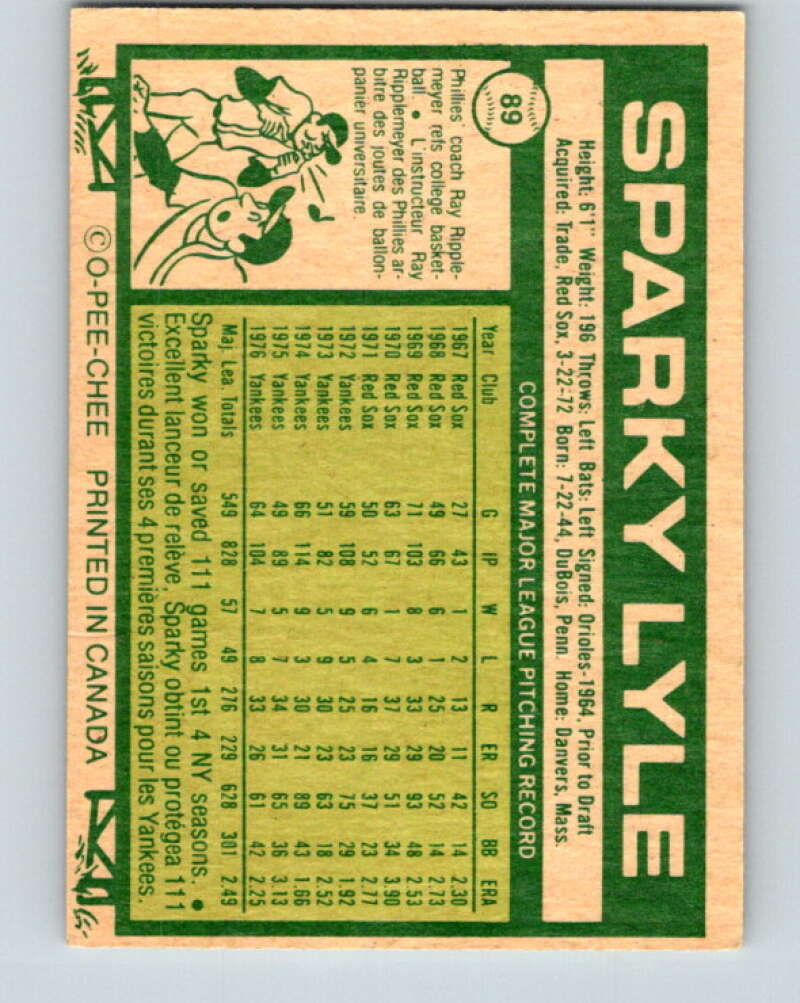 SPARKY LYLE
Height: 6'1" Weight: 196 Throws: Left Bats: Left Signed: Orioles-1964, Prior to Draft
Acquired: Trade, Red Sox, 3-22-72 Born: 7-22-44, DuBois, Penn. Home: Danvers, Mass.
89
COMPLETE MAJOR LEAGUE PITCHING RECORD
Phillies' coach Ray Ripple-
meyer refs college basket-
ball. • L'instructeur Ray
Ripplemeyer des Phillies ar-
bitre des joutes de ballon-
panier universitaire.
Year Club G IP W L R ER SO BB ERA
1967 Red Sox 27 43 1 2 13 11 42 14 2.30
1968 Red Sox 49 66 6 1 25 20 52 14 2.73
1969 Red Sox 71 103 8 3 33 29 93 48 2.53
1970 Red Sox 63 67 1 7 37 29 51 34 3.90
1971 Red Sox 50 52 6 4 16 16 37 23 2.77
1972 Yankees 59 108 9 5 25 23 75 29 1.92
1973 Yankees 51 82 5 9 30 23 63 18 2.52
1974 Yankees 66 114 9 3 30 21 89 43 1.66
1975 Yankees 49 89 5 7 34 31 65 36 3.13
1976 Yankees 64 104 7 8 33 26 61 42 2.25
Maj. Lea. Totals 549 828 57 49 276 229 628 301 2.49
Sparky won or saved 111 games 1st 4 NY seasons. •
Excellent lanceur de relève, Sparky obtint ou protégea 111
victoires durant ses 4 premières saisons pour les Yankees.
©O-PEE-CHEE PRINTED IN CANADA